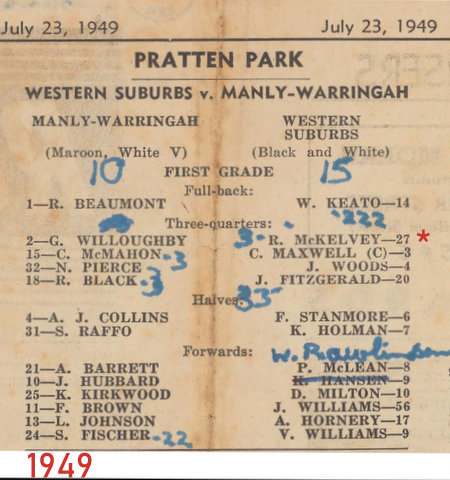 July 23, 1949 July 23, 1949
PRATTEN PARK
WESTERN SUBURBS v. MANLY-WARRINGAH
MANLY-WARRINGAH WESTERN
SUBURBS
(Maroon, White V) (Black and White)
10 FIRST GRADE 15
Full-back:
1—R. BEAUMONT W. KEATO—14
Three-quarters: 222
2—G. WILLOUGHBY 3- R. McKELVEY—27 *
15—C. McMAHON-3 C. MAXWELL (C)—3
32—N. PIERCE J. WOODS—4
18—R. BLACK-3 J. FITZGERALD—20
Halves: 33-
4—A. J. COLLINS F. STANMORE—6
31—S. RAFFO K. HOLMAN—7
Forwards: W. Rawlinson
21—A. BARRETT P. McLEAN—8
10—J. HUBBARD K. HANSEN—9
25—K. KIRKWOOD D. MILTON—10
11—F. BROWN J. WILLIAMS—56
13—L. JOHNSON A. HORNERY—17
24—S. FISCHER-22 V. WILLIAMS—9
1949